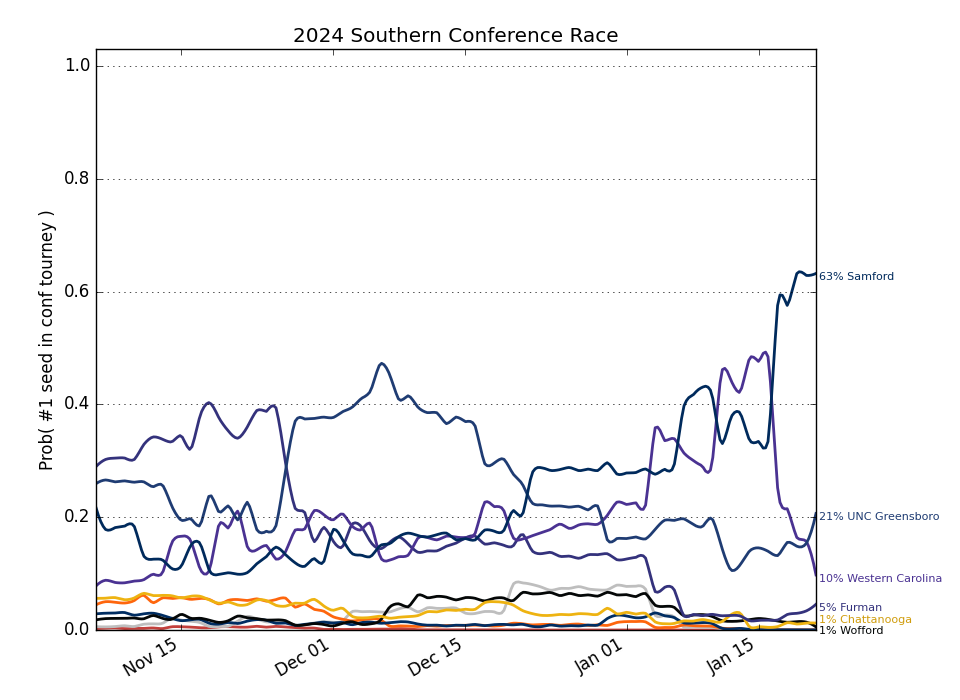 2024 Southern Conference Race
Prob( #1 seed in conf tourney )
1.0
0.8
0.6
0.4
0.2
0.0
63% Samford
21% UNC Greensboro
10% Western Carolina
5% Furman
1% Chattanooga
1% Wofford
Nov 15
Dec 01
Dec 15
Jan 01
Jan 15